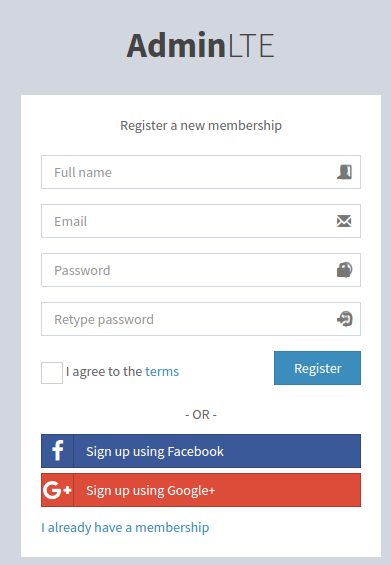 AdminLTE
Register a new membership
Full name
Email
Password
Retype password
I agree to the terms
Register
- OR -
Sign up using Facebook
Sign up using Google+
I already have a membership